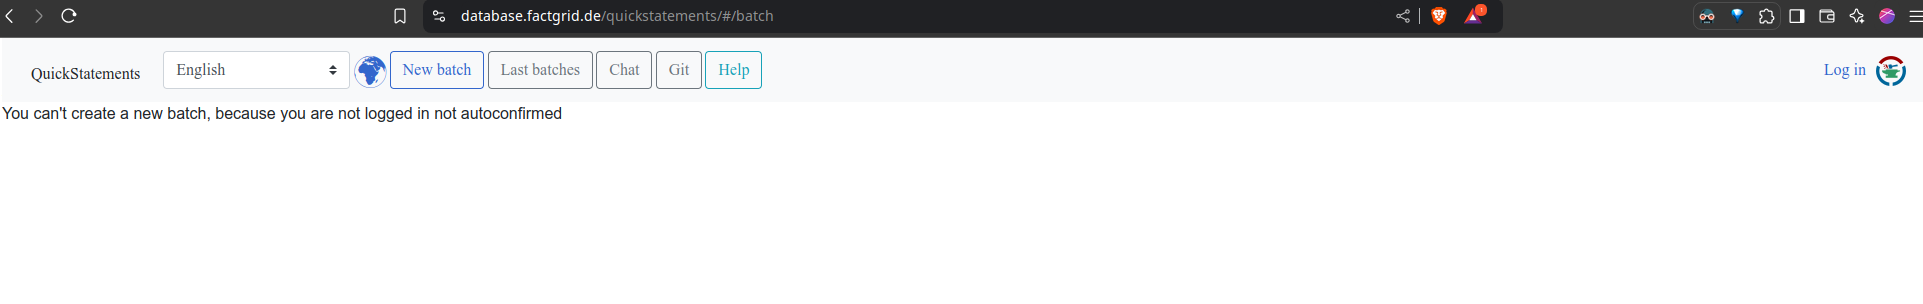 database.factgrid.de/quickstatements/#/batch
QuickStatements English New batch Last batches Chat Git Help Log in
You can't create a new batch, because you are not logged in not autoconfirmed